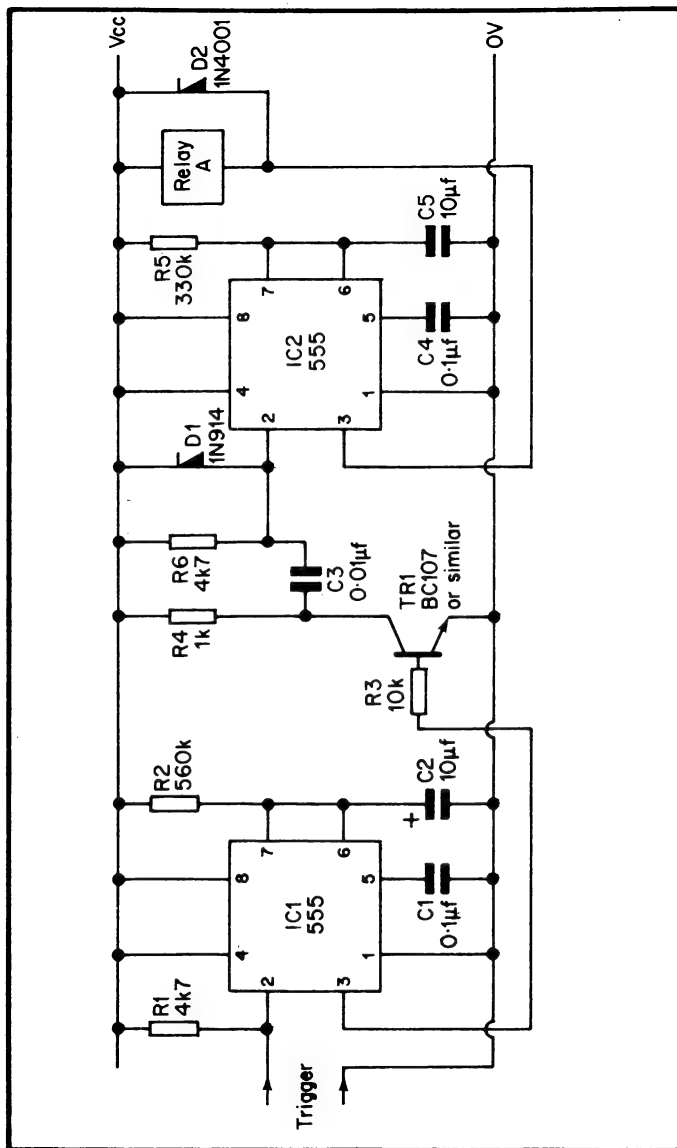 Vcc
R1
4k7
R2
560k
R4
1k
R6
4k7
D1
1N914
R5
330k
Relay
A
D2
1N4001
4
8
7
2
IC1
555
6
3
1
5
4
8
7
2
IC2
555
6
3
1
5
C3
0·01µf
Trigger
C1
0·1µf
+
C2
10µf
R3
10k
TR1
BC107
or similar
C4
0·1µf
C5
10µf
0V